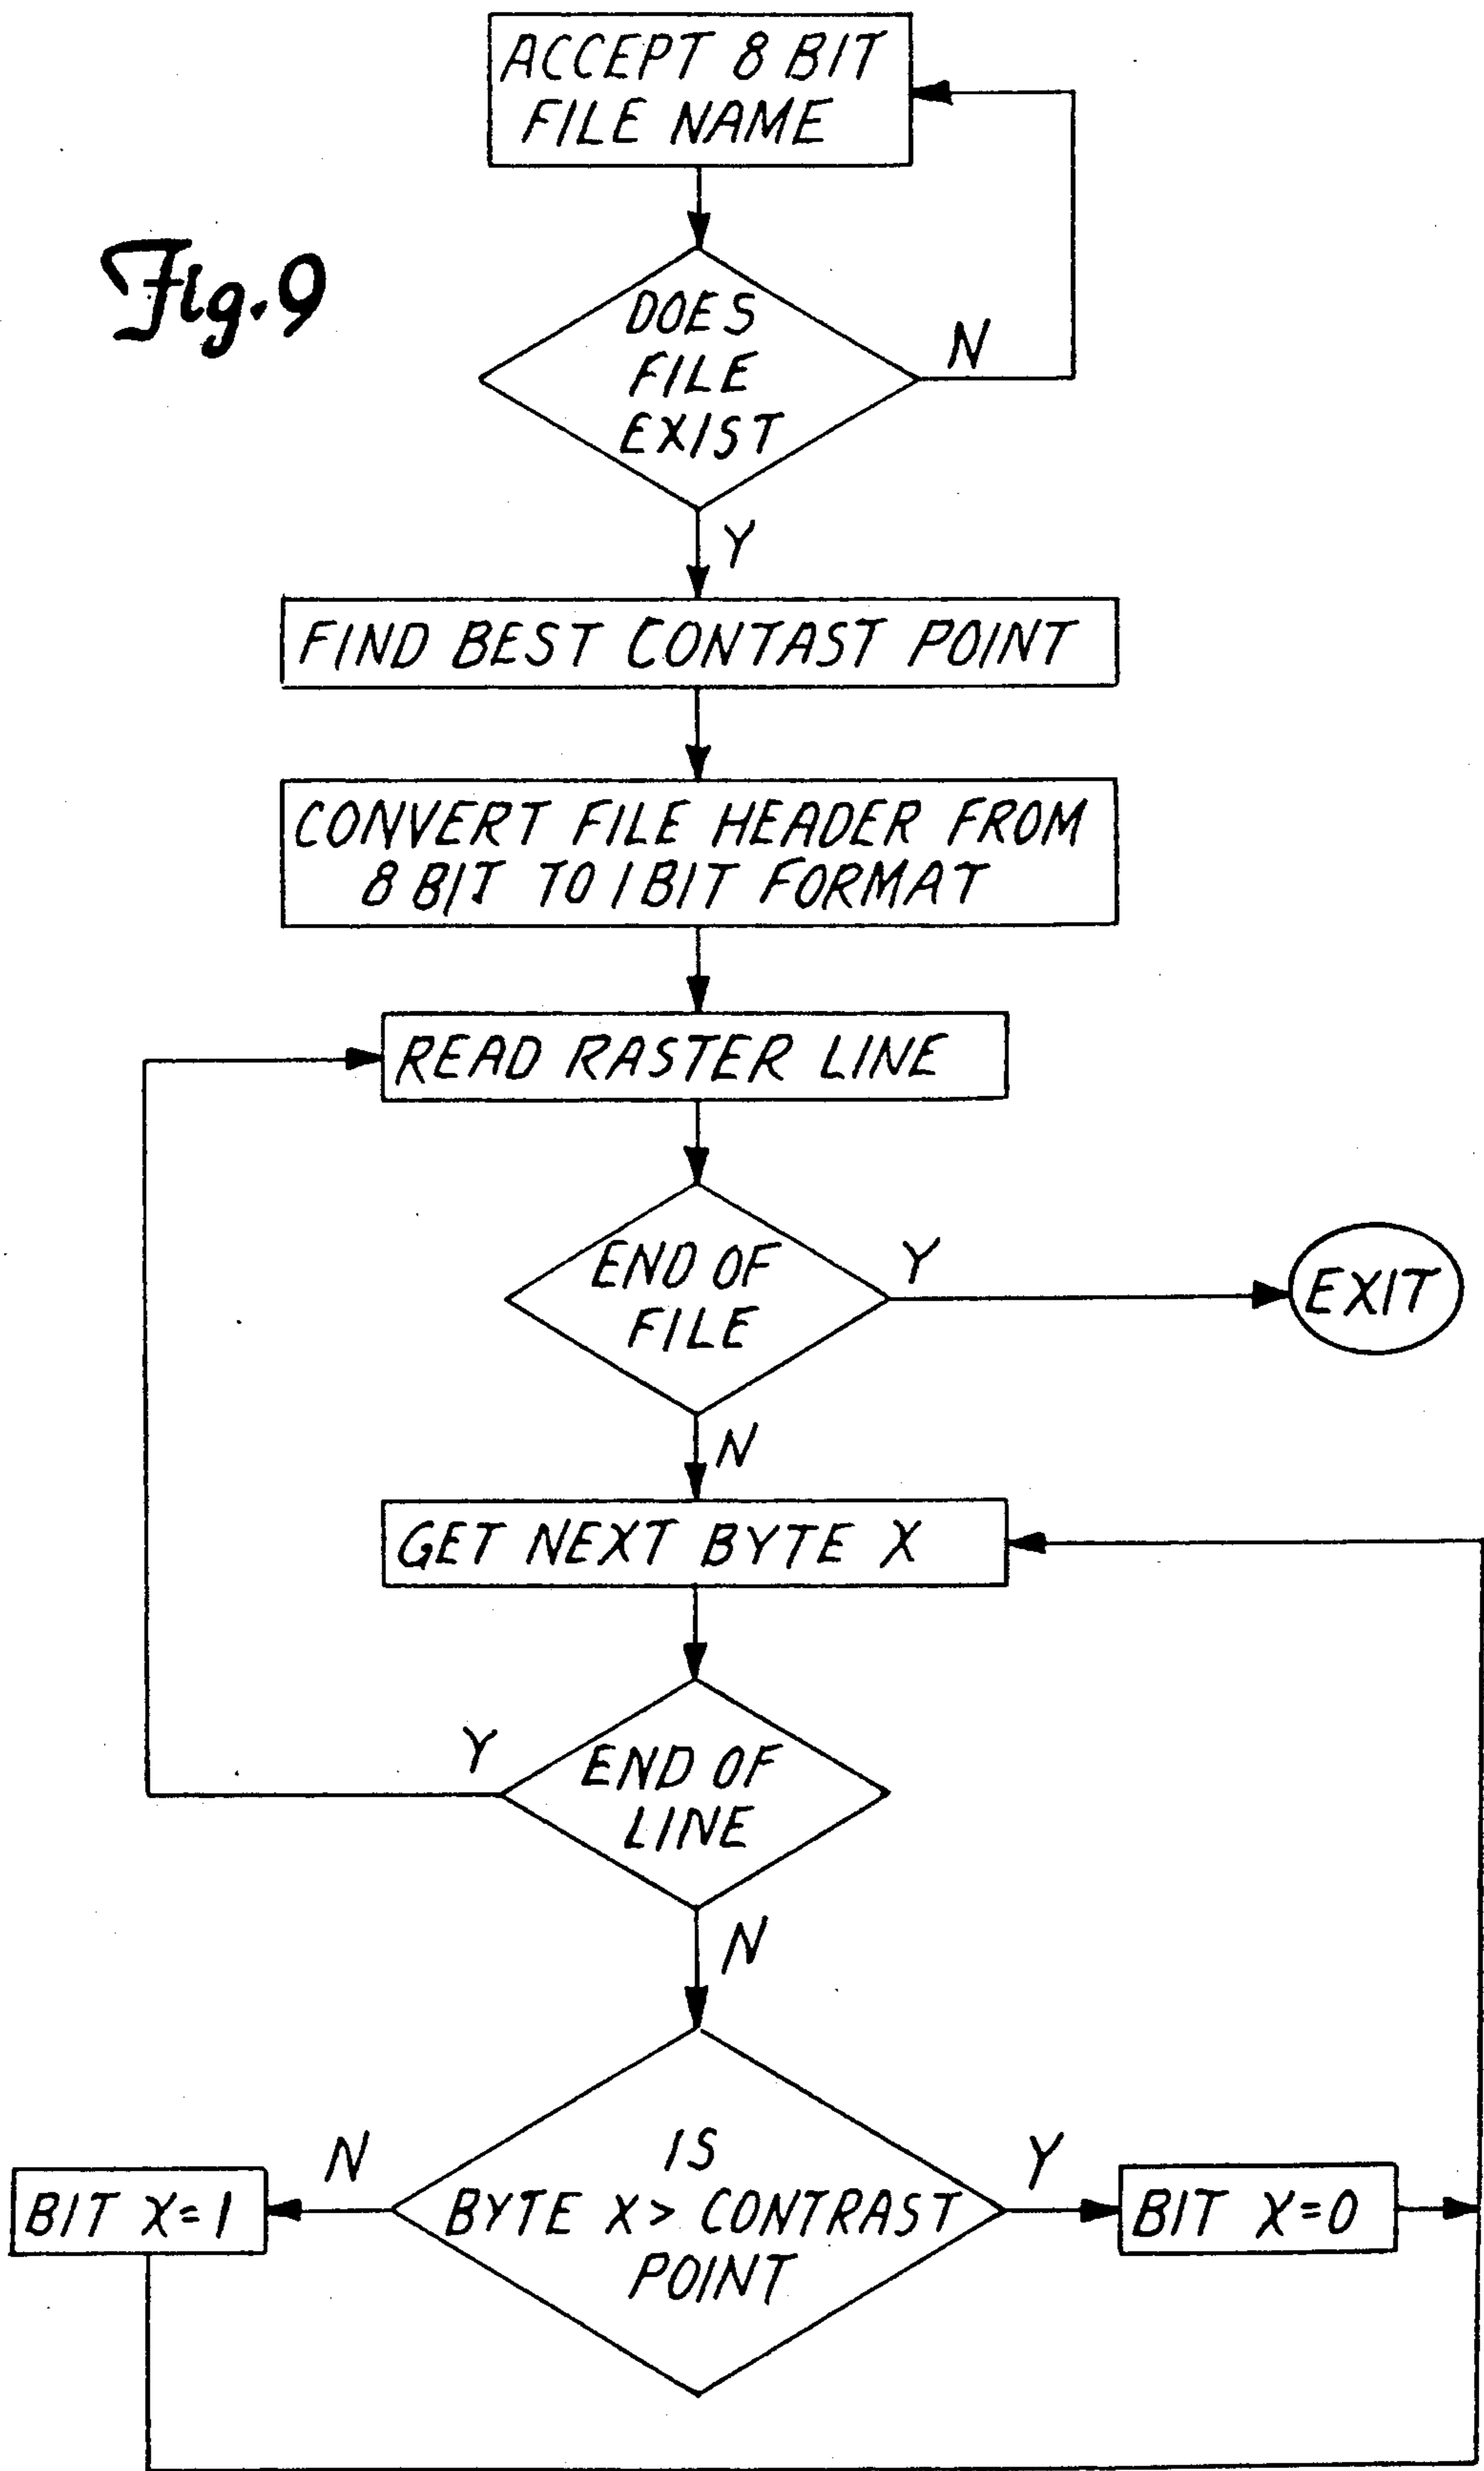 ACCEPT 8 BIT
FILE NAME
Fig.9
DOES
FILE
EXIST
N
Y
FIND BEST CONTAST POINT
CONVERT FILE HEADER FROM
8 BIT TO 1 BIT FORMAT
READ RASTER LINE
END OF
FILE
Y
EXIT
N
GET NEXT BYTE X
Y
END OF
LINE
N
IS
BYTE X > CONTRAST
POINT
N
Y
BIT X=1
BIT X=0